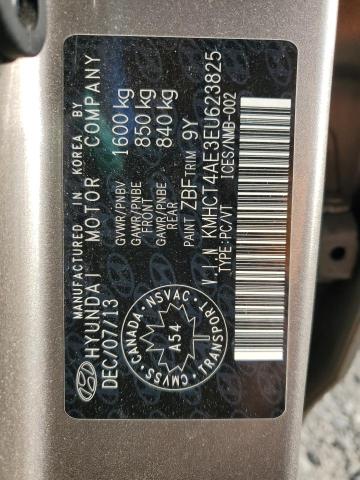 MANUFACTURED IN KOREA BY
HYUNDAI MOTOR COMPANY
DEC/07/13
GVWR/PNBV 1600 kg
GAWR/PNBE FRONT 850 kg
GAWR/PNBE REAR 840 kg
PAINT ZBF TRIM 9Y
V.I.N. KMHCT4AE3EU623825
TYPE:PC/VT ICES/NMB-002
CANADA · NSVAC · TRANSPORT · CMVSS
A54